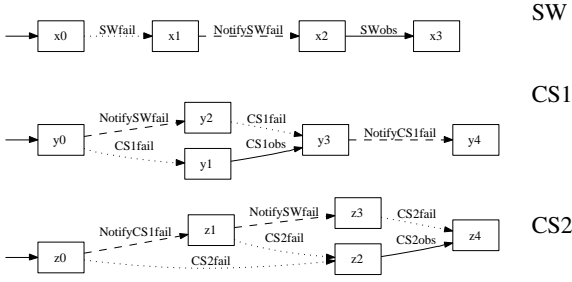 SW
x0 SWfail x1 NotifySWfail x2 SWobs x3
CS1
NotifySWfail y2 CS1fail
y0 y3 NotifyCS1fail y4
CS1fail y1 CS1obs
CS2
NotifySWfail z3 CS2fail
NotifyCS1fail z1 CS2fail CS2obs z4
z0 CS2fail z2